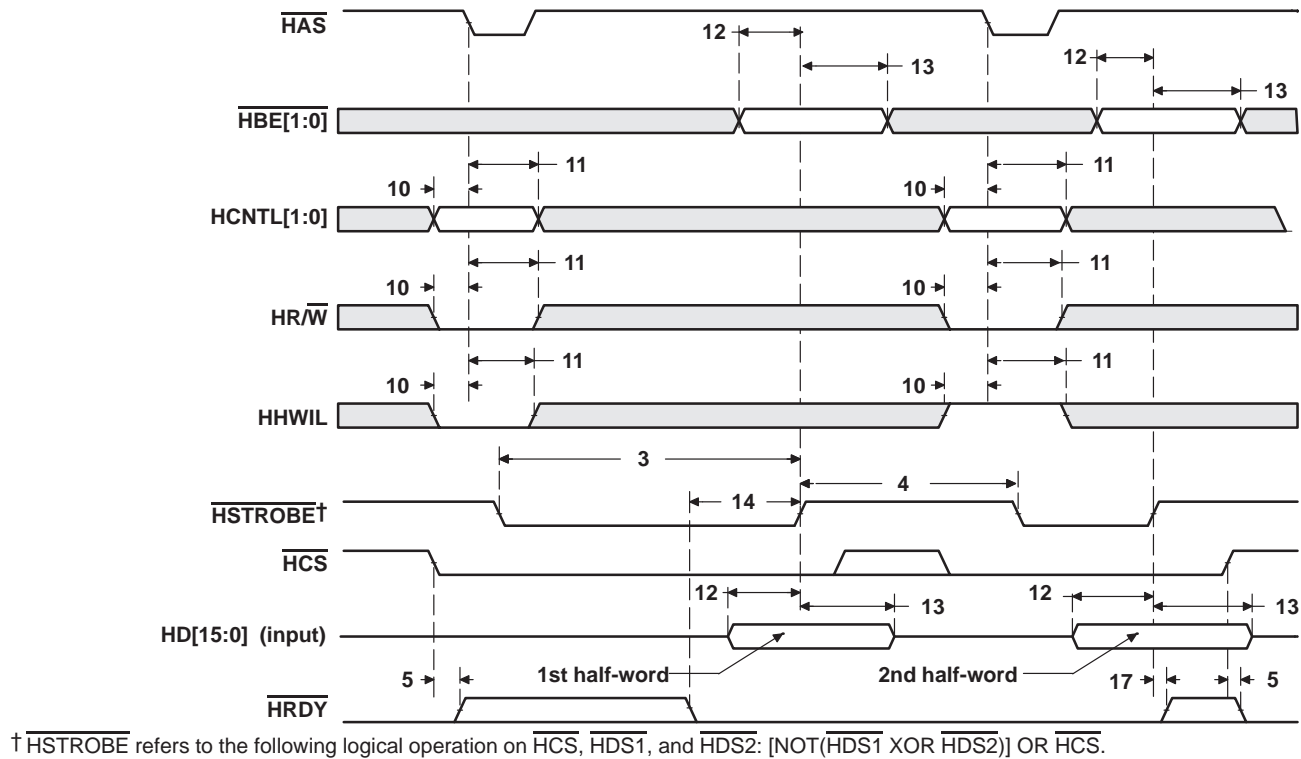 HAS
12
13
12
13
HBE[1:0]
11
11
10
10
HCNTL[1:0]
11
11
10
10
HR/W
11
11
10
10
HHWIL
3
4
14
HSTROBE†
HCS
12
13
12
13
HD[15:0] (input)
1st half-word
2nd half-word
5
17
5
HRDY
† HSTROBE refers to the following logical operation on HCS, HDS1, and HDS2: [NOT(HDS1 XOR HDS2)] OR HCS.